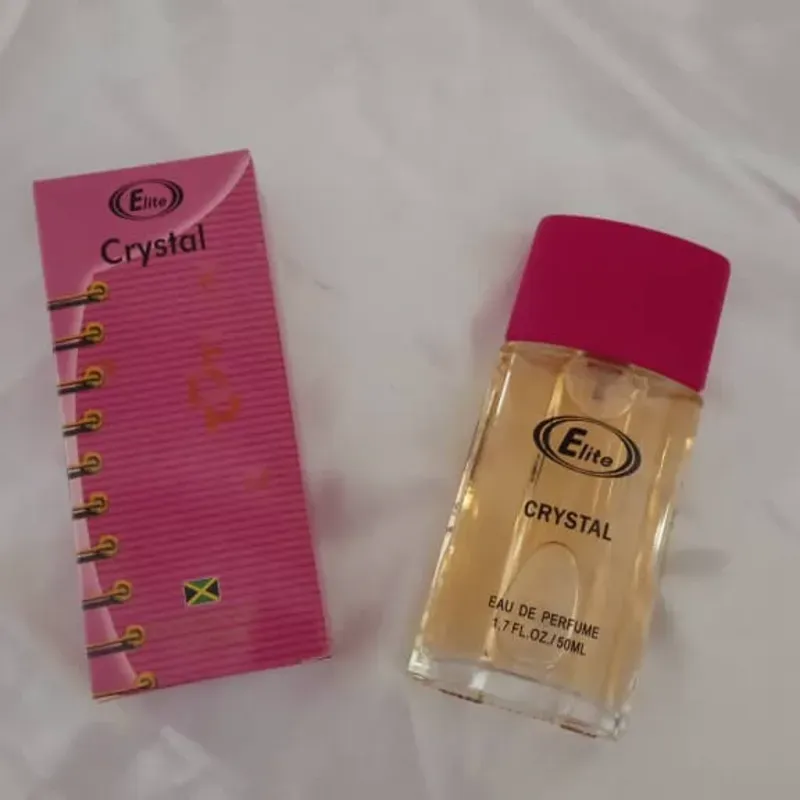 Elite
Crystal
Elite
CRYSTAL
EAU DE PERFUME
1.7 FL.OZ./50ML